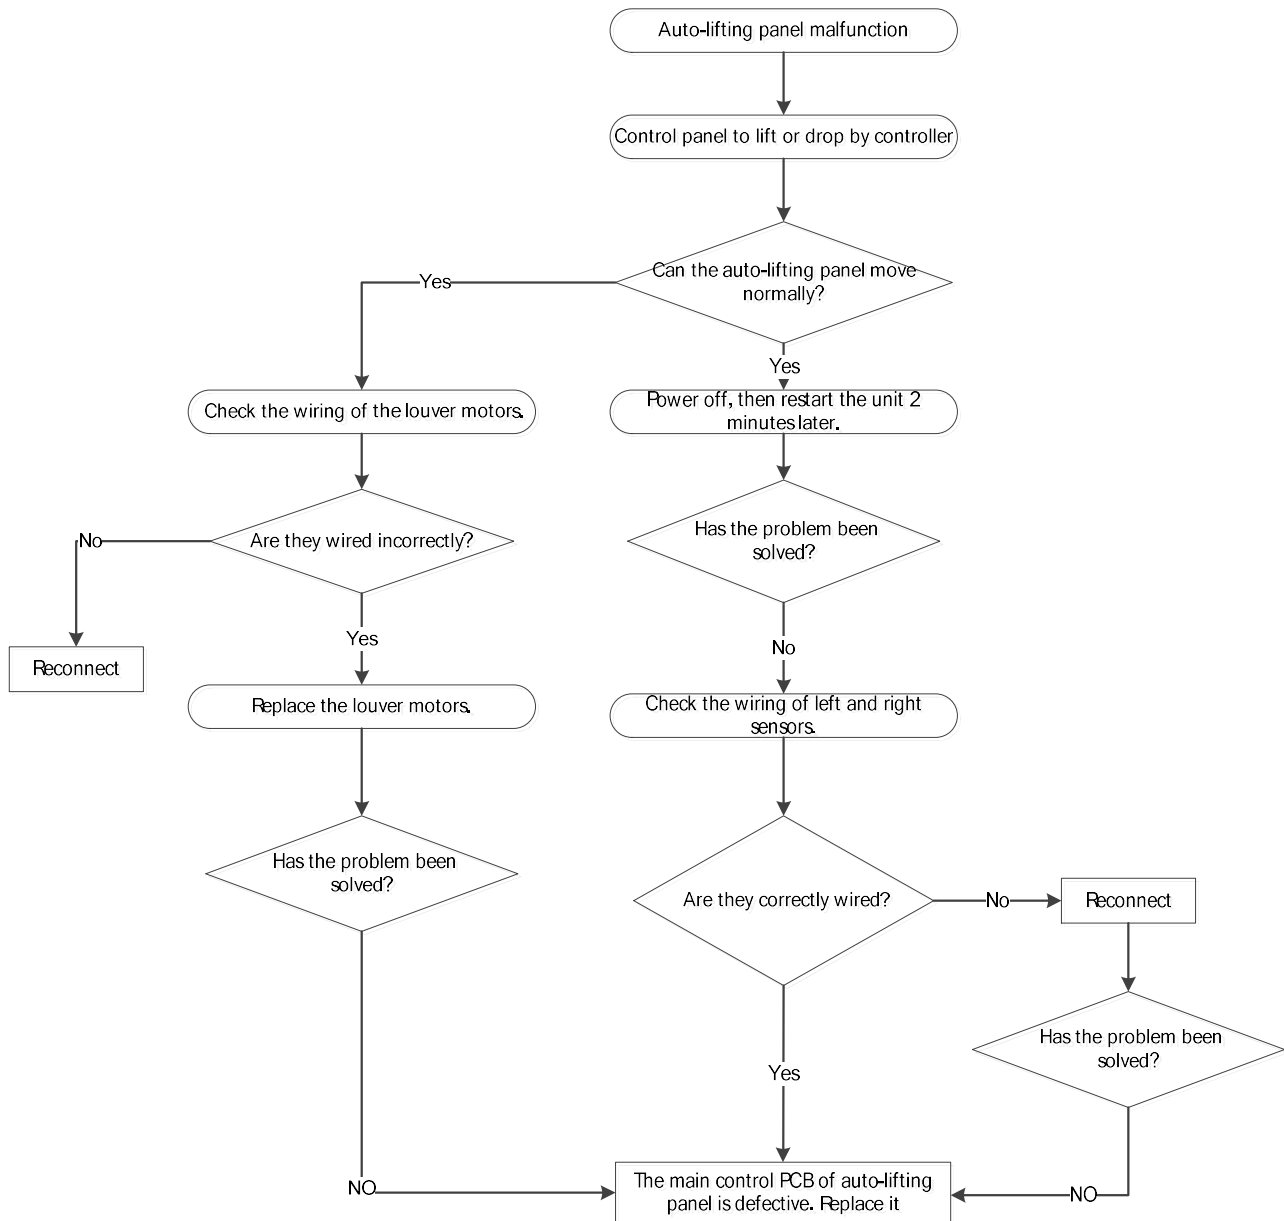 Auto-lifting panel malfunction
Control panel to lift or drop by controller
Can the auto-lifting panel move
normally?
Yes
Yes
Check the wiring of the louver motors.
Power off, then restart the unit 2
minutes later.
Are they wired incorrectly?
Has the problem been
solved?
No
Yes
No
Reconnect
Replace the louver motors.
Check the wiring of left and right
sensors.
Has the problem been
solved?
Are they correctly wired?
No
Reconnect
Has the problem been
solved?
Yes
NO
NO
The main control PCB of auto-lifting
panel is defective. Replace it